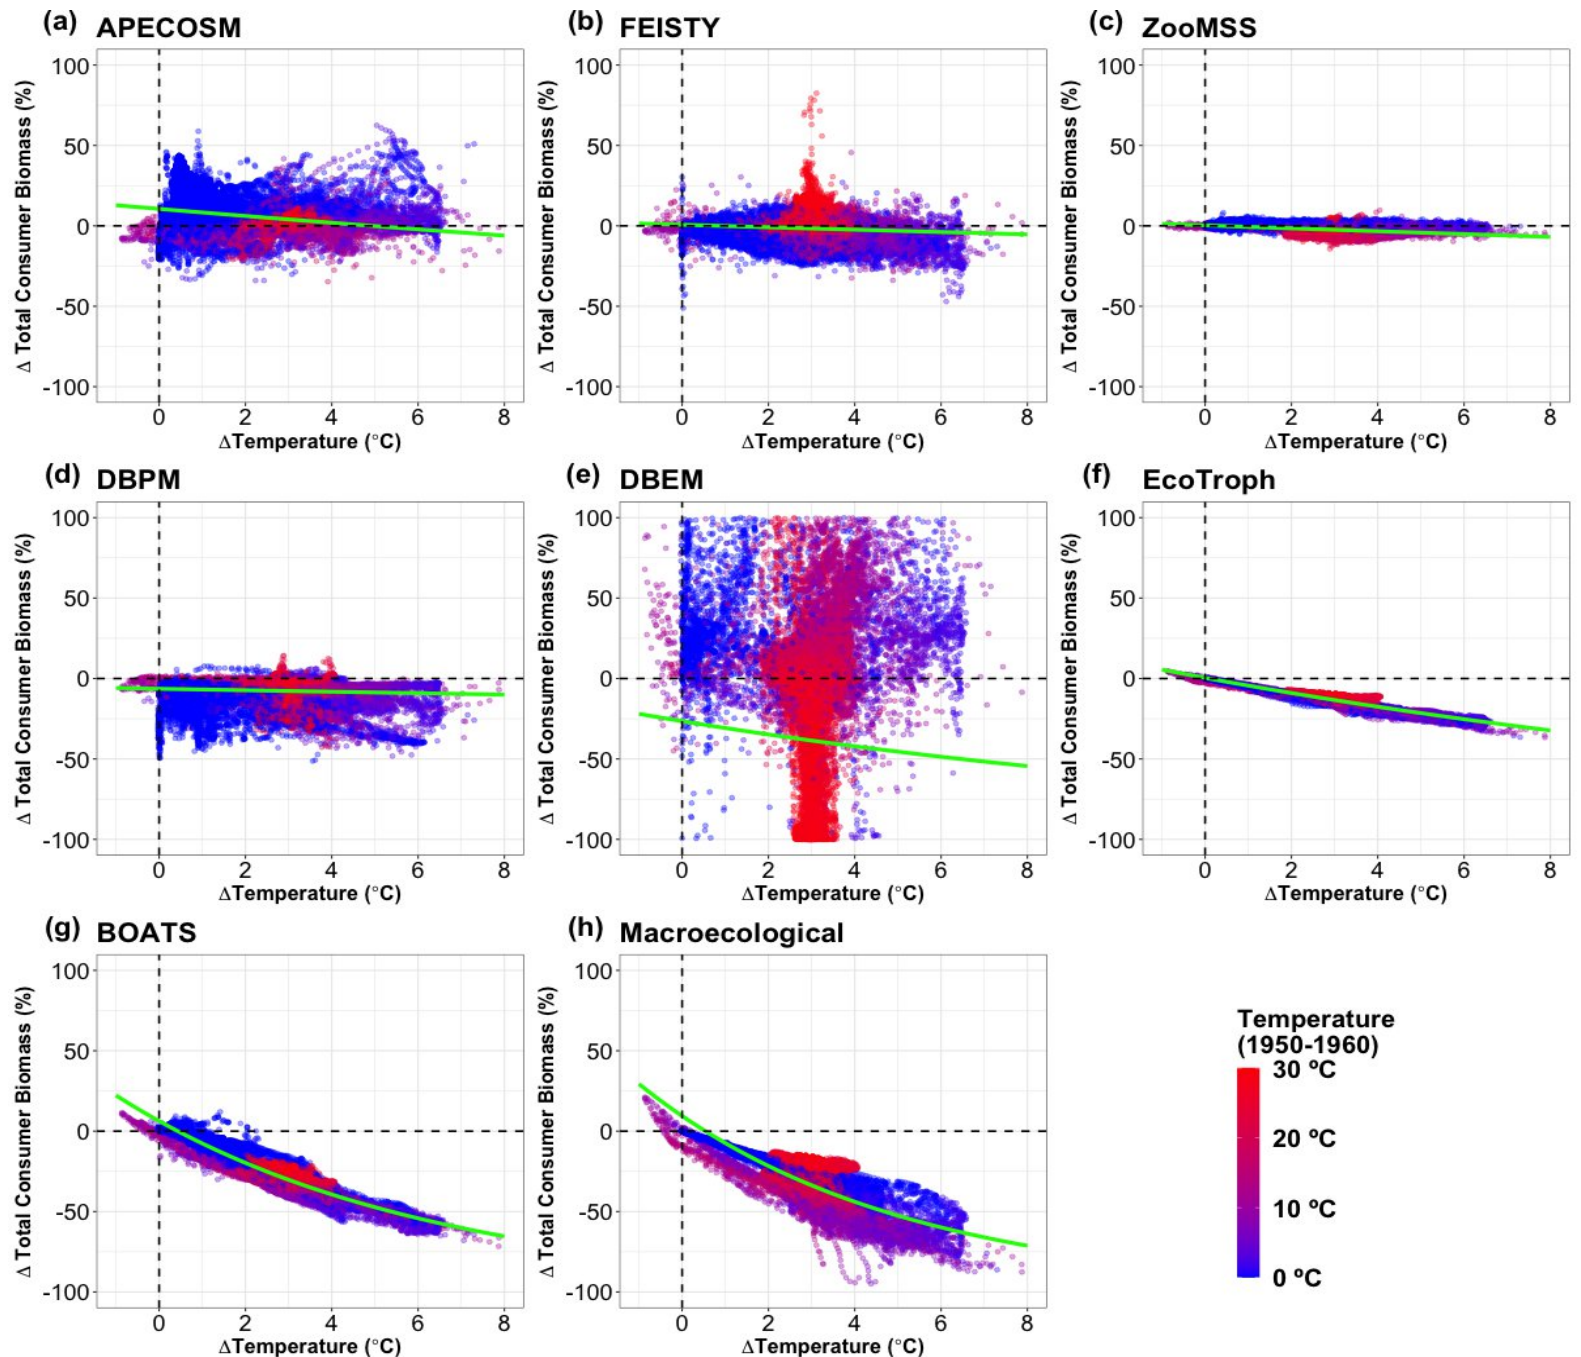 (a) APECOSM
100
50
0
-50
-100
Δ Total Consumer Biomass (%)
0 2 4 6 8
ΔTemperature (°C)
(b) FEISTY
100
50
0
-50
-100
Δ Total Consumer Biomass (%)
0 2 4 6 8
ΔTemperature (°C)
(c) ZooMSS
100
50
0
-50
-100
Δ Total Consumer Biomass (%)
0 2 4 6 8
ΔTemperature (°C)
(d) DBPM
100
50
0
-50
-100
Δ Total Consumer Biomass (%)
0 2 4 6 8
ΔTemperature (°C)
(e) DBEM
100
50
0
-50
-100
Δ Total Consumer Biomass (%)
0 2 4 6 8
ΔTemperature (°C)
(f) EcoTroph
100
50
0
-50
-100
Δ Total Consumer Biomass (%)
0 2 4 6 8
ΔTemperature (°C)
(g) BOATS
100
50
0
-50
-100
Δ Total Consumer Biomass (%)
0 2 4 6 8
ΔTemperature (°C)
(h) Macroecological
100
50
0
-50
-100
Δ Total Consumer Biomass (%)
0 2 4 6 8
ΔTemperature (°C)
Temperature
(1950-1960)
30 ºC
20 ºC
10 ºC
0 ºC